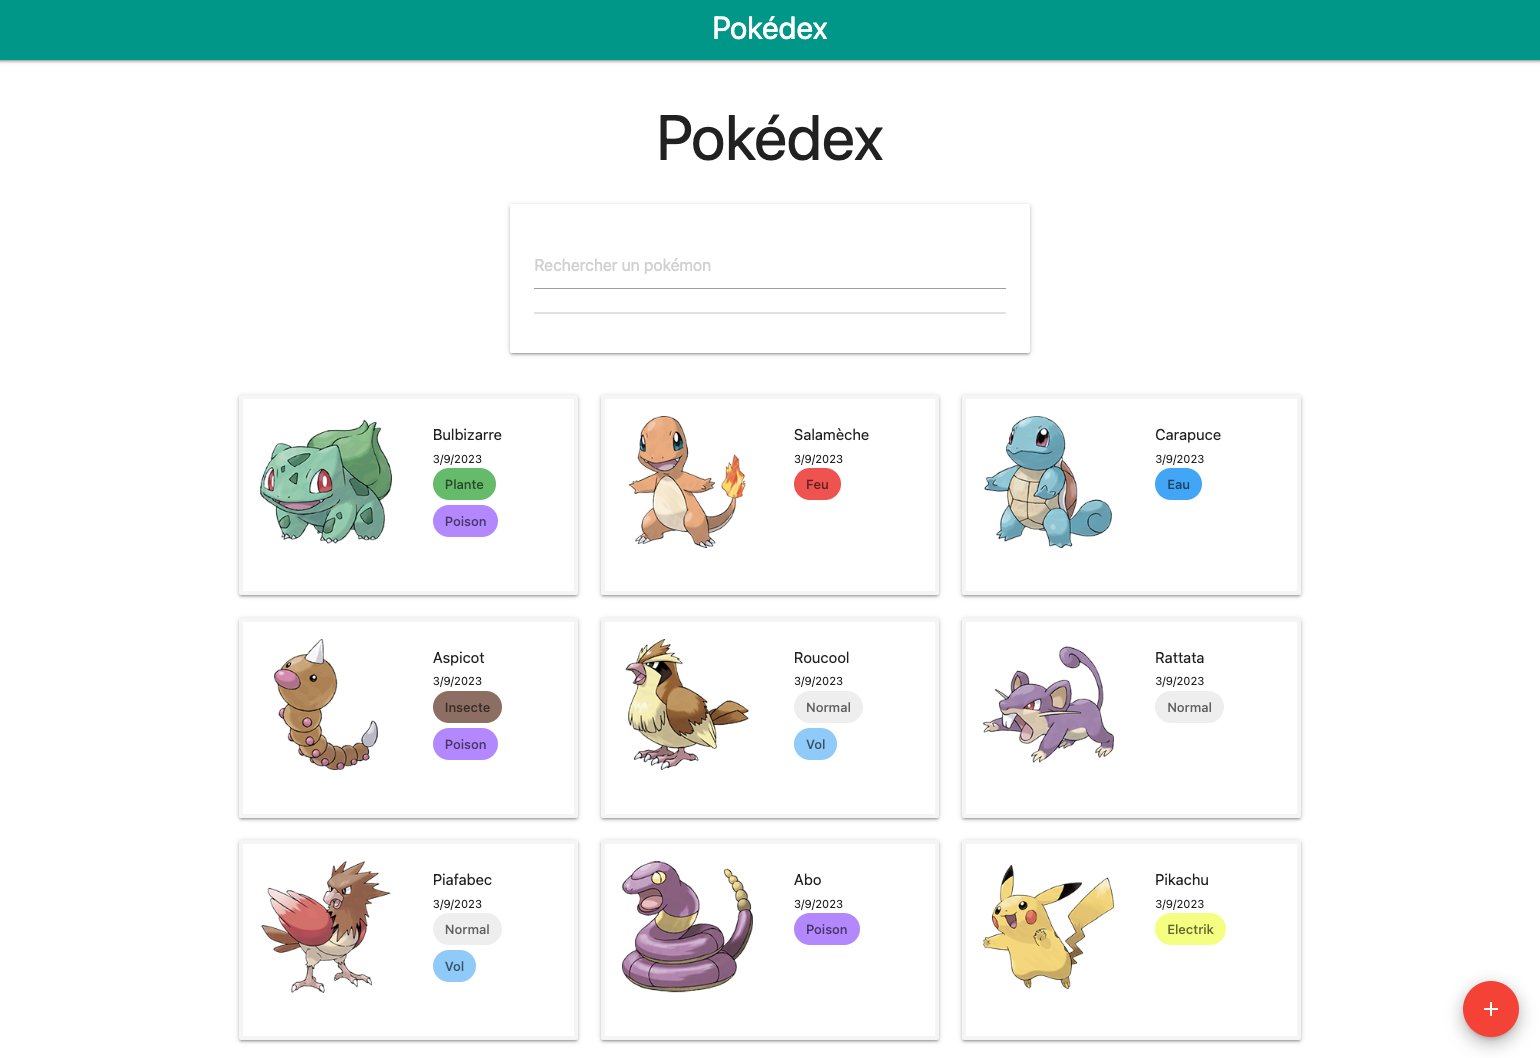 Pokédex
Pokédex
Rechercher un pokémon
Bulbizarre
3/9/2023
Plante
Poison
Salamèche
3/9/2023
Feu
Carapuce
3/9/2023
Eau
Aspicot
3/9/2023
Insecte
Poison
Roucool
3/9/2023
Normal
Vol
Rattata
3/9/2023
Normal
Piafabec
3/9/2023
Normal
Vol
Abo
3/9/2023
Poison
Pikachu
3/9/2023
Electrik
+